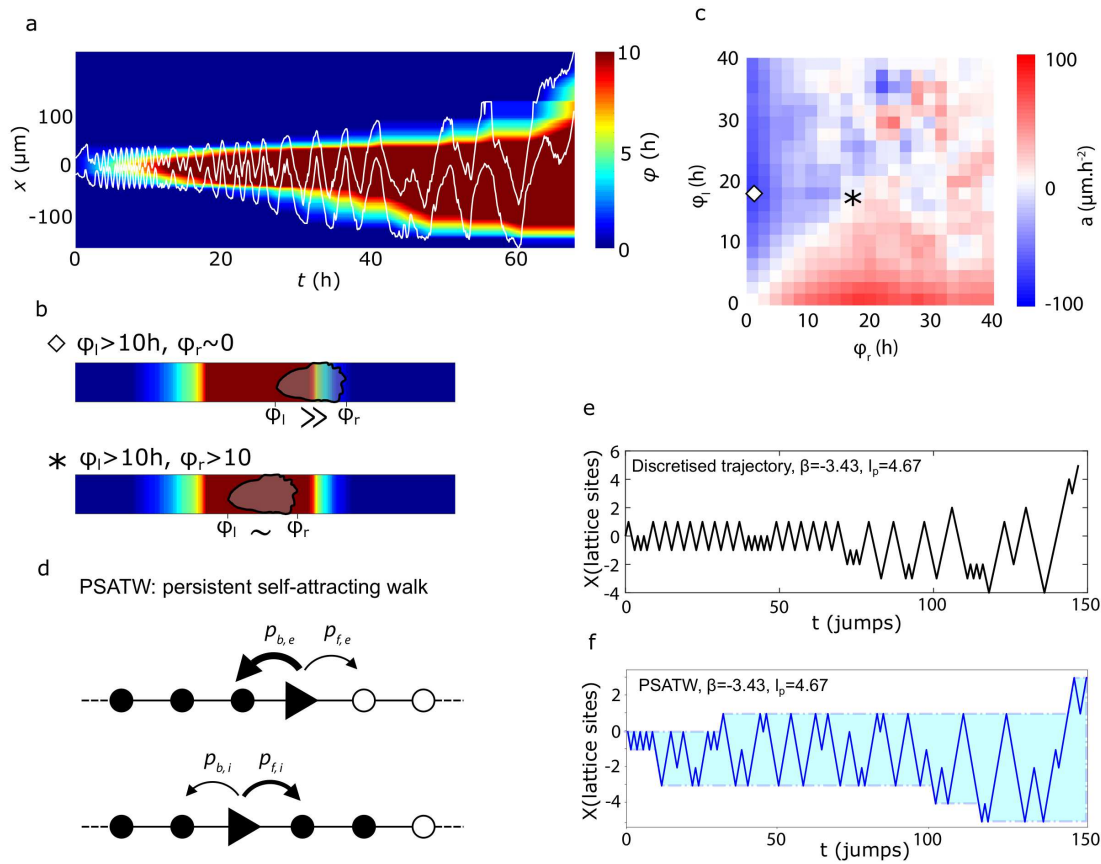 a
x (µm)
100
0
-100
0
20
40
60
t (h)
10
5
0
φ (h)
b
◇ φl>10h, φr~0
φl ≫ φr
* φl>10h, φr>10
φl ~ φr
c
40
30
20
10
0
φl (h)
0
10
20
30
40
φr (h)
100
0
-100
a (µm.h-2)
d
PSATW: persistent self-attracting walk
pb,e pf,e
pb,i pf,i
e
Discretised trajectory, β=-3.43, lp=4.67
X(lattice sites)
6
4
2
0
-2
-4
0
50
100
150
t (jumps)
f
PSATW, β=-3.43, lp=4.67
X(lattice sites)
2
0
-2
-4
0
50
100
150
t (jumps)